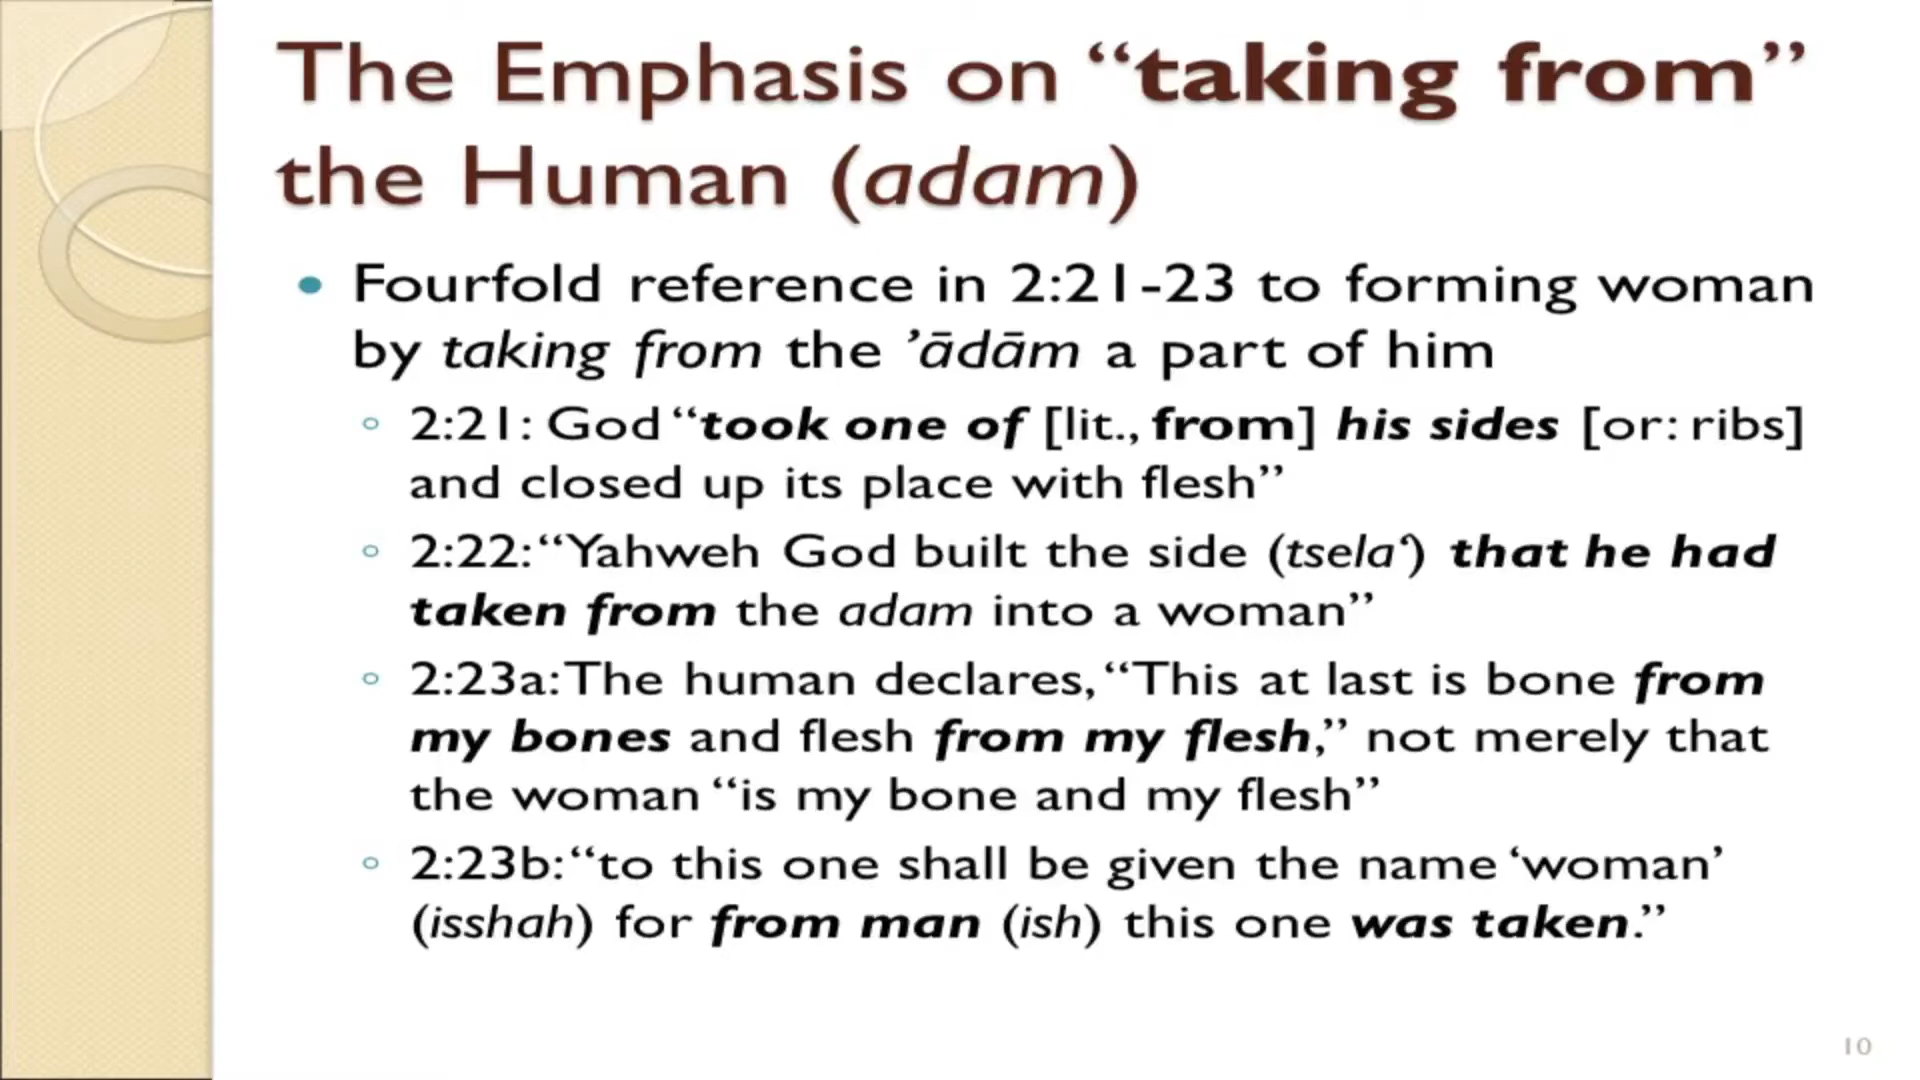 The Emphasis on “taking from”
the Human (adam)
• Fourfold reference in 2:21-23 to forming woman
by taking from the ’ādām a part of him
◦ 2:21: God “took one of [lit., from] his sides [or: ribs]
and closed up its place with flesh”
◦ 2:22: “Yahweh God built the side (tsela‘) that he had
taken from the adam into a woman”
◦ 2:23a: The human declares, “This at last is bone from
my bones and flesh from my flesh,” not merely that
the woman “is my bone and my flesh”
◦ 2:23b: “to this one shall be given the name ‘woman’
(isshah) for from man (ish) this one was taken.”
10